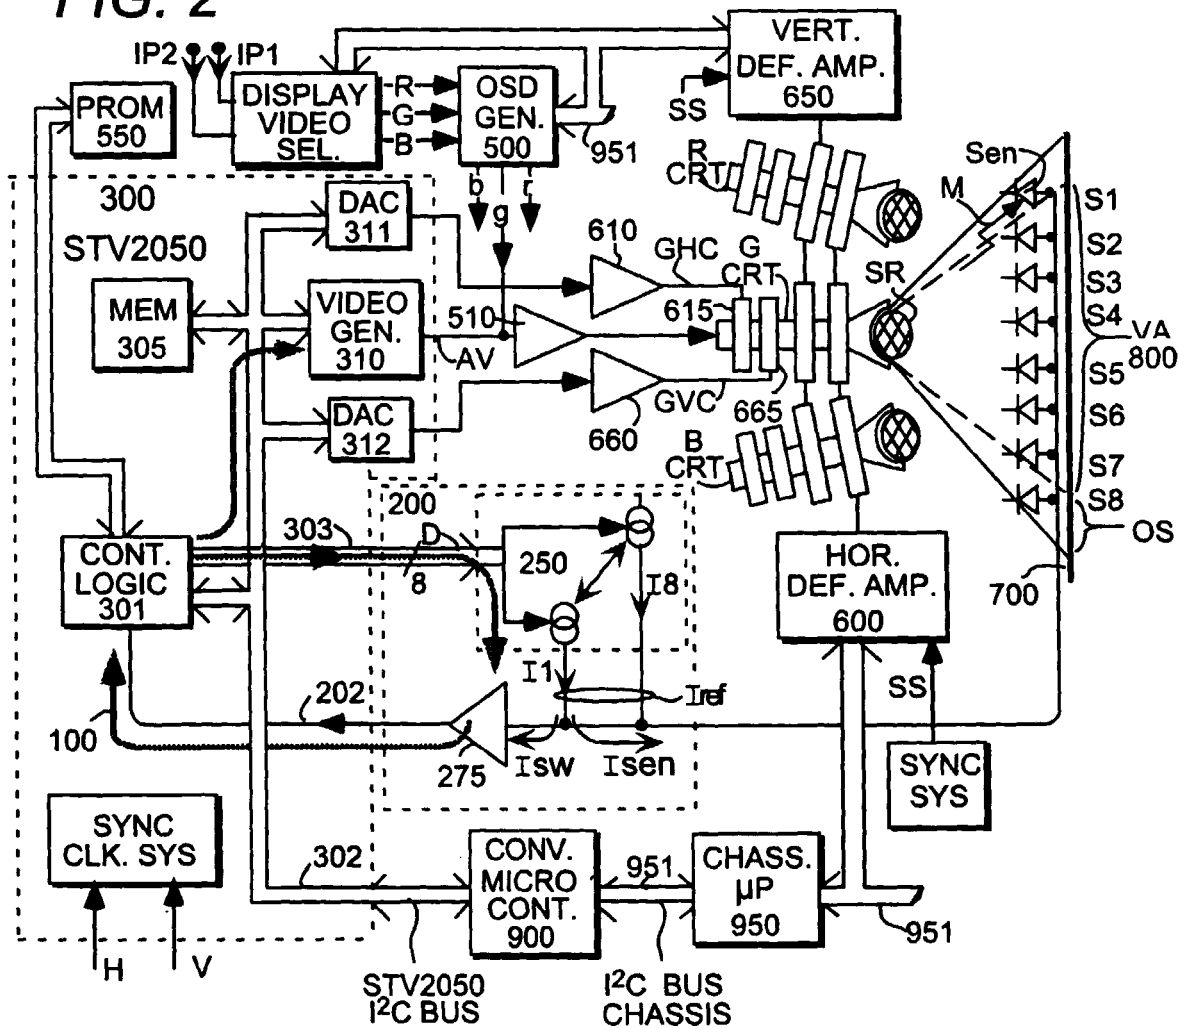 FIG. 2
IP2 IP1
PROM
550
DISPLAY
VIDEO
SEL.
R
G
B
OSD
GEN.
500
951
VERT.
DEF. AMP.
650
SS
b
g
r
300
STV2050
DAC
311
MEM
305
VIDEO
GEN.
310
DAC
312
AV
510
610
GHC
615
GVC
660
665
R
CRT
G
CRT
B
CRT
SR
M
Sen
S1
S2
S3
S4
S5
S6
S7
S8
VA
800
OS
700
CONT.
LOGIC
301
303
D
8
200
250
I8
I1
Iref
202
100
275
Isw
Isen
HOR.
DEF. AMP.
600
SS
SYNC
SYS
SYNC
CLK. SYS
H
V
302
CONV.
MICRO
CONT.
900
951
CHASS.
µP
950
951
STV2050
I²C BUS
I²C BUS
CHASSIS